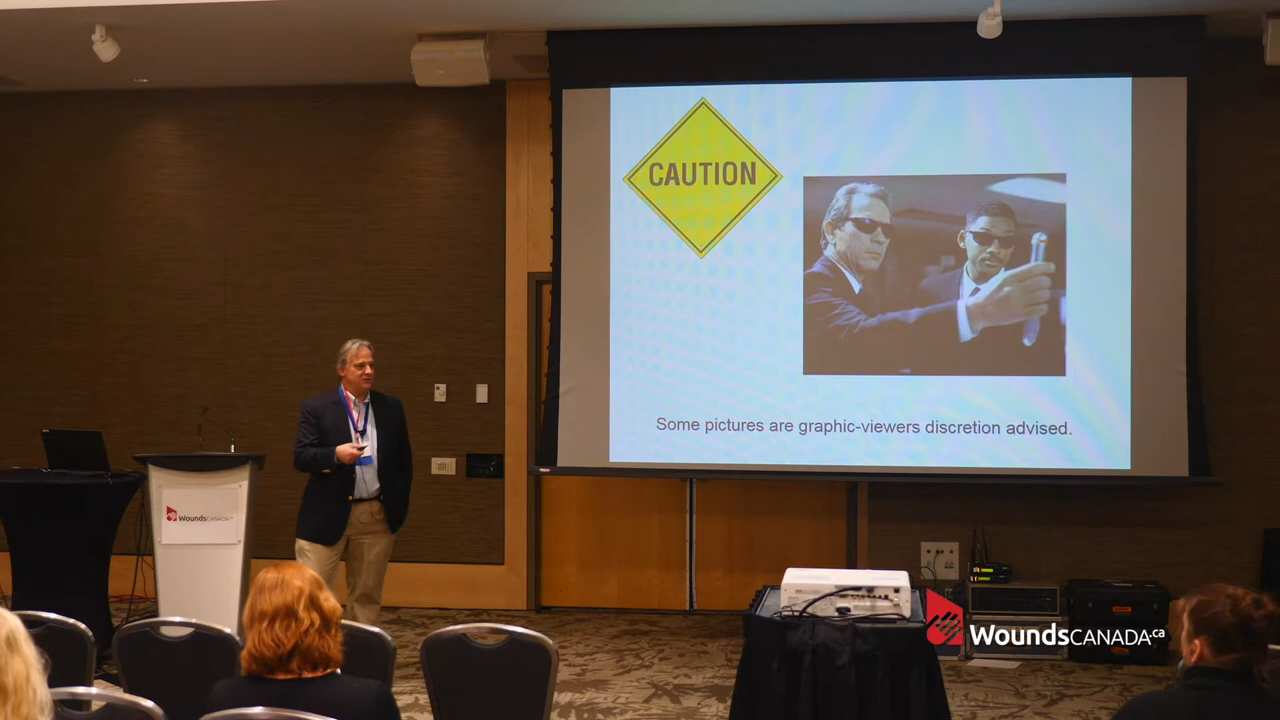 CAUTION
Some pictures are graphic-viewers discretion advised.
WoundsCANADA
WoundsCANADA.ca